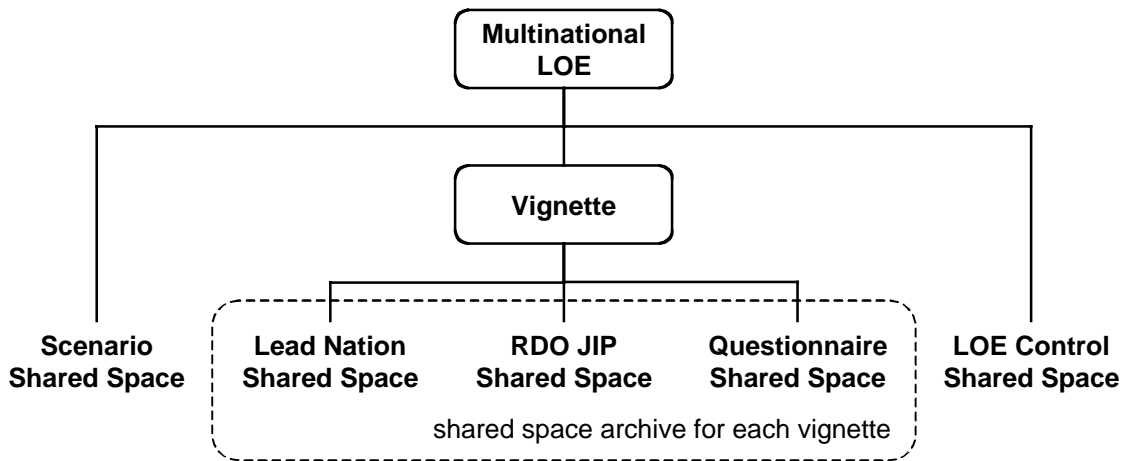 Multinational
LOE
Vignette
Scenario
Shared Space
Lead Nation
Shared Space
RDO JIP
Shared Space
Questionnaire
Shared Space
LOE Control
Shared Space
shared space archive for each vignette